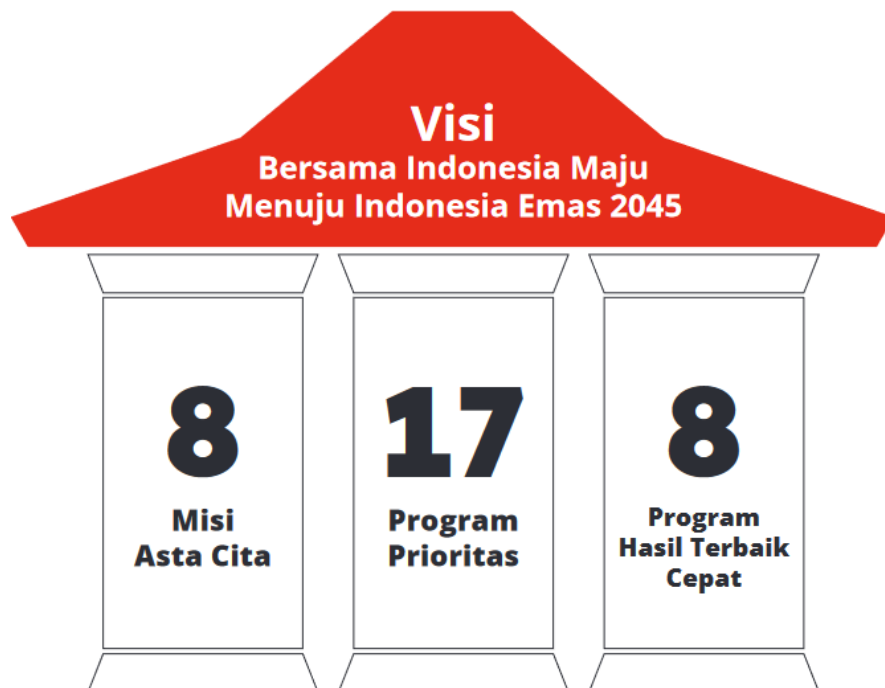 Visi
Bersama Indonesia Maju
Menuju Indonesia Emas 2045
8
Misi
Asta Cita
17
Program
Prioritas
8
Program
Hasil Terbaik
Cepat